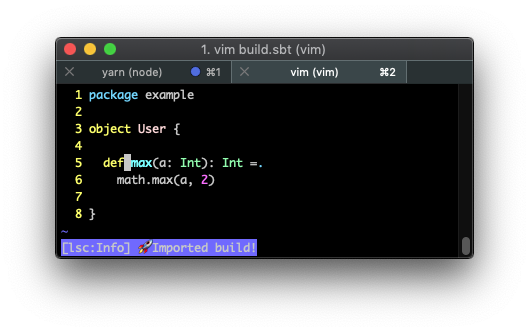 1. vim build.sbt (vim)
yarn (node) ⌘1 vim (vim) ⌘2
1 package example
2
3 object User {
4
5 def max(a: Int): Int =.
6 math.max(a, 2)
7
8 }
~
[lsc:Info] 🚀Imported build!